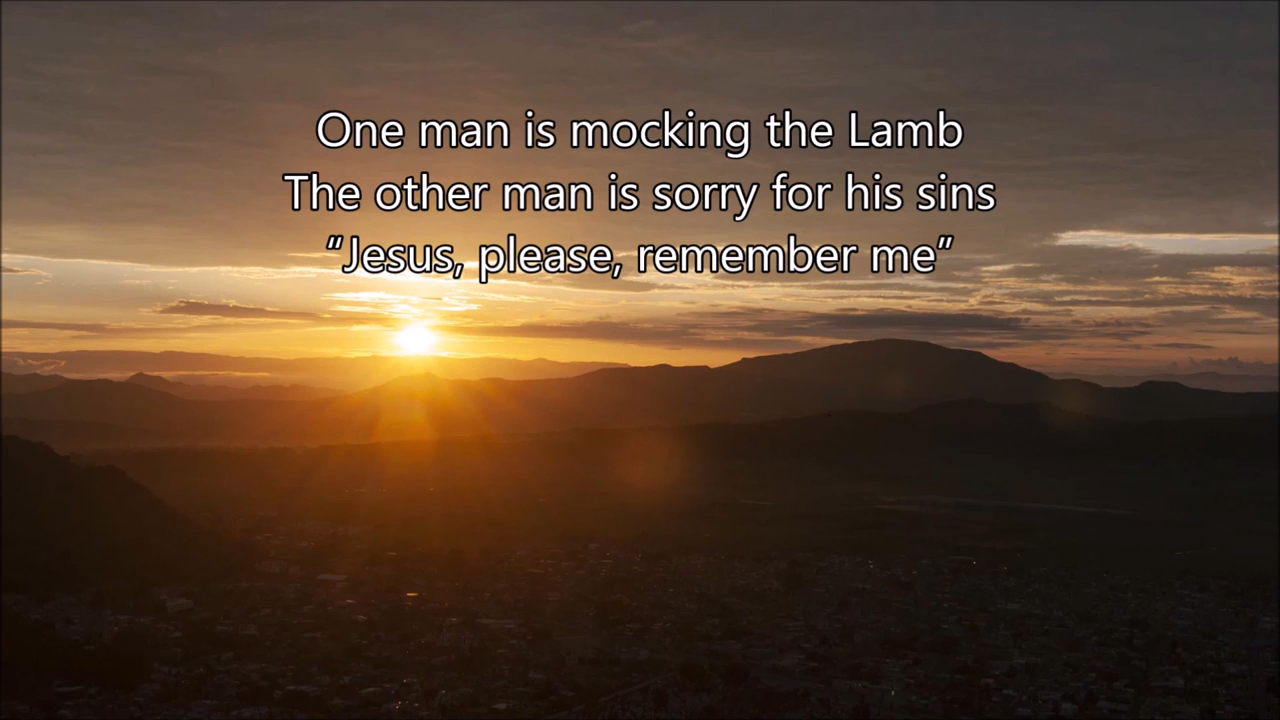 One man is mocking the Lamb
The other man is sorry for his sins
“Jesus, please, remember me”